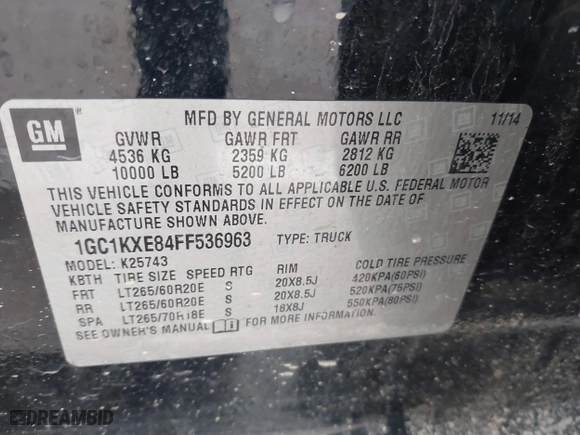 GM
MFD BY GENERAL MOTORS LLC 11/14
GVWR GAWR FRT GAWR RR
4536 KG 2359 KG 2812 KG
10000 LB 5200 LB 6200 LB
THIS VEHICLE CONFORMS TO ALL APPLICABLE U.S. FEDERAL MOTOR
VEHICLE SAFETY STANDARDS IN EFFECT ON THE DATE OF
MANUFACTURE SHOWN ABOVE.
1GC1KXE84FF536963 TYPE: TRUCK
MODEL: K25743
KBTH TIRE SIZE SPEED RTG RIM COLD TIRE PRESSURE
FRT LT265/60R20E S 20X8.5J 420KPA(60PSI)
RR LT265/60R20E S 20X8.5J 520KPA(75PSI)
SPA LT265/70R18E S 18X8J 550KPA(80PSI)
SEE OWNER'S MANUAL FOR MORE INFORMATION.
DREAMBID